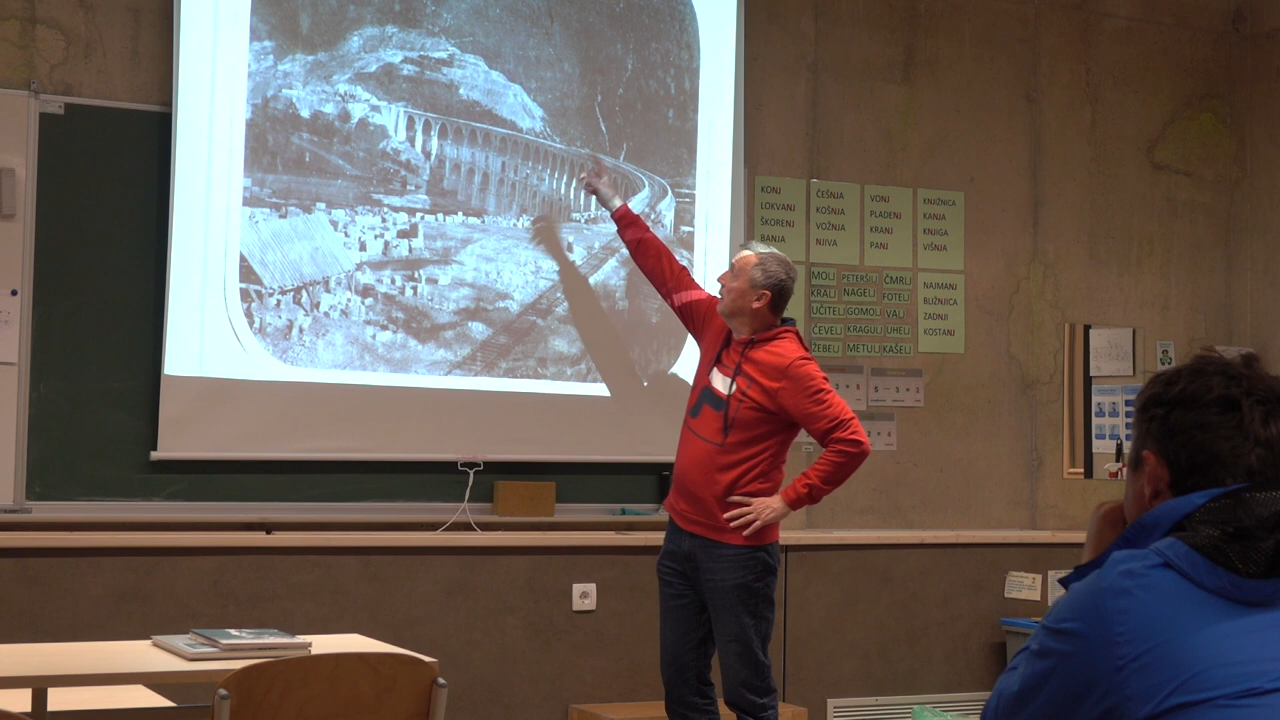 KONJ
LOKVANJ
ŠKORENJ
BANJA
ČEŠNJA
KOŠNJA
VOŽNJA
NJIVA
VONJ
PLADENJ
KRANJ
PANJ
KNJIŽNICA
KANJA
KNJIGA
VIŠNJA
MOLJ PETERŠILJ ČMRLJ
KRALJ NAGELJ FOTELJ
UČITELJ GOMOLJ VALJ
ČEVELJ KRAGULJ UHELJ
ŽEBELJ METULJ KAŠELJ
NAJMANJ
BLIŽNJICA
ZADNJI
KOSTANJ